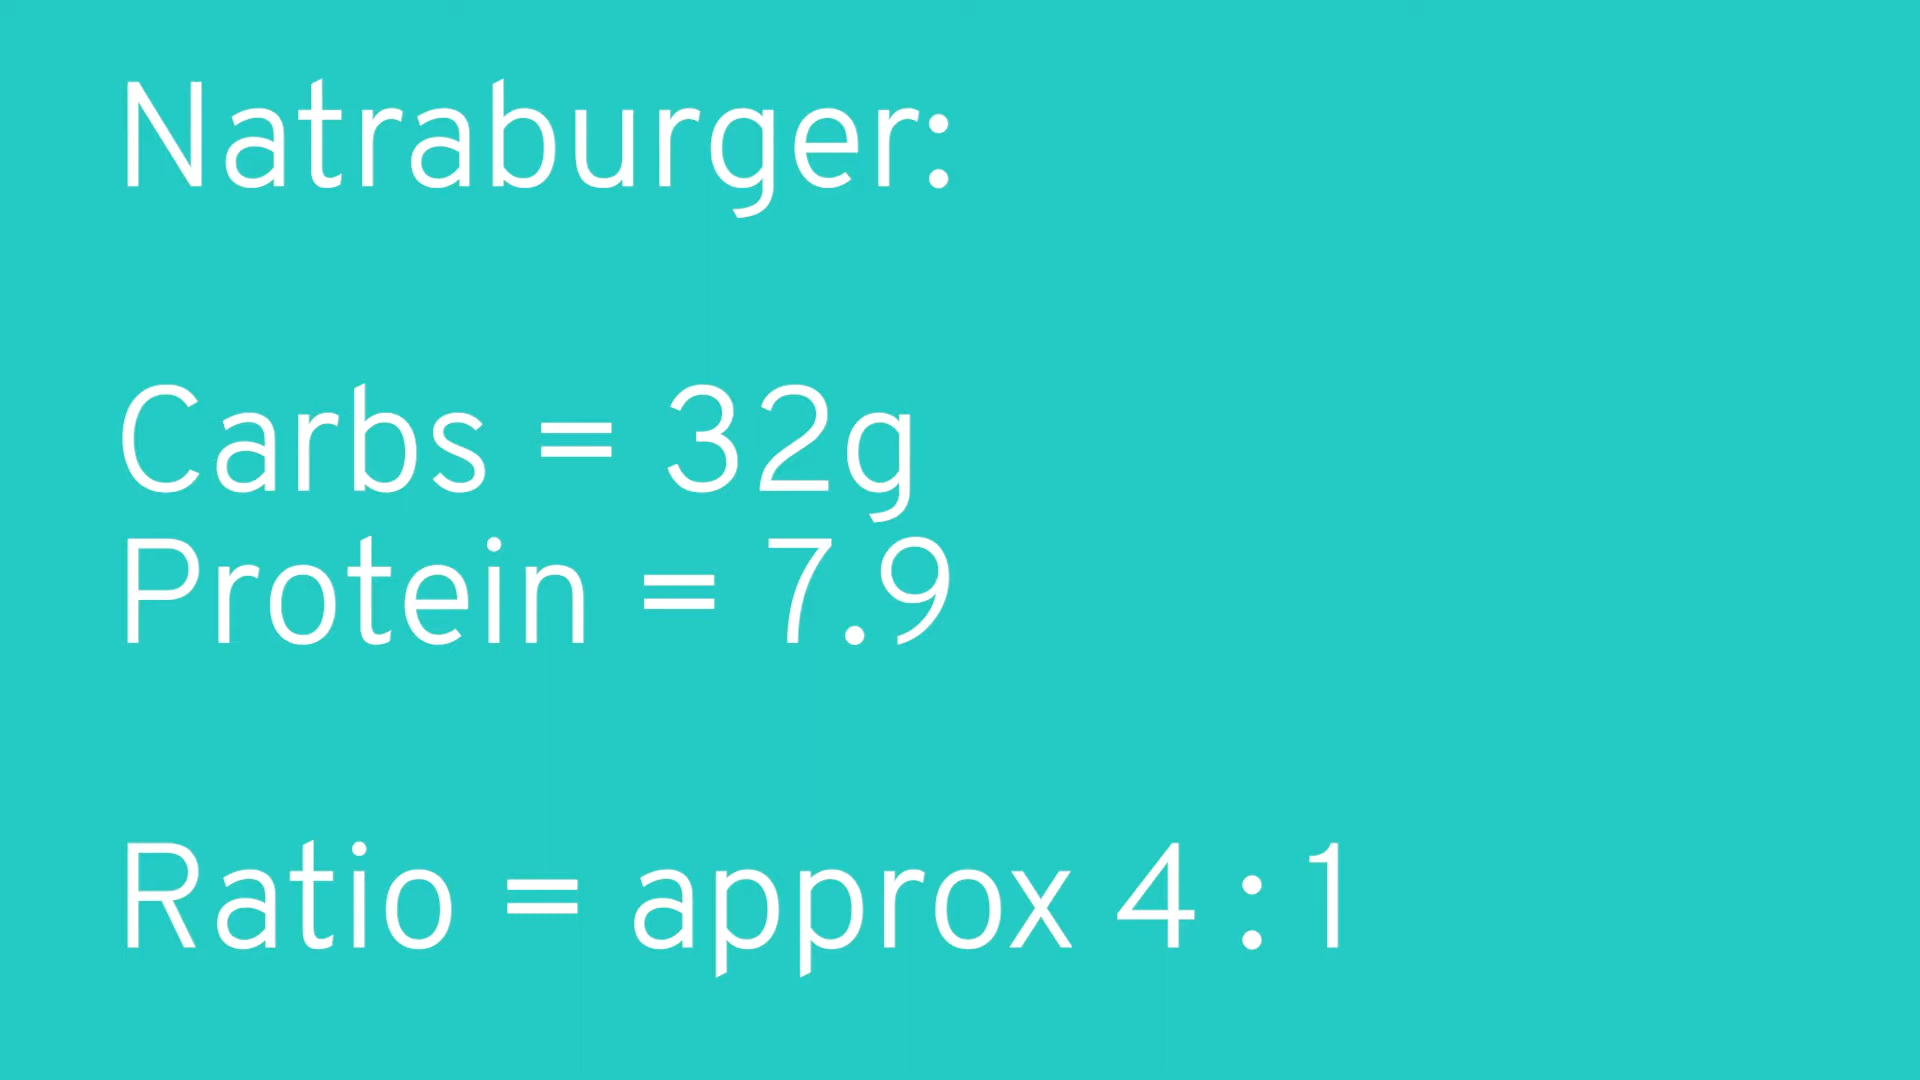 Natraburger:
Carbs = 32g
Protein = 7.9
Ratio = approx 4 : 1